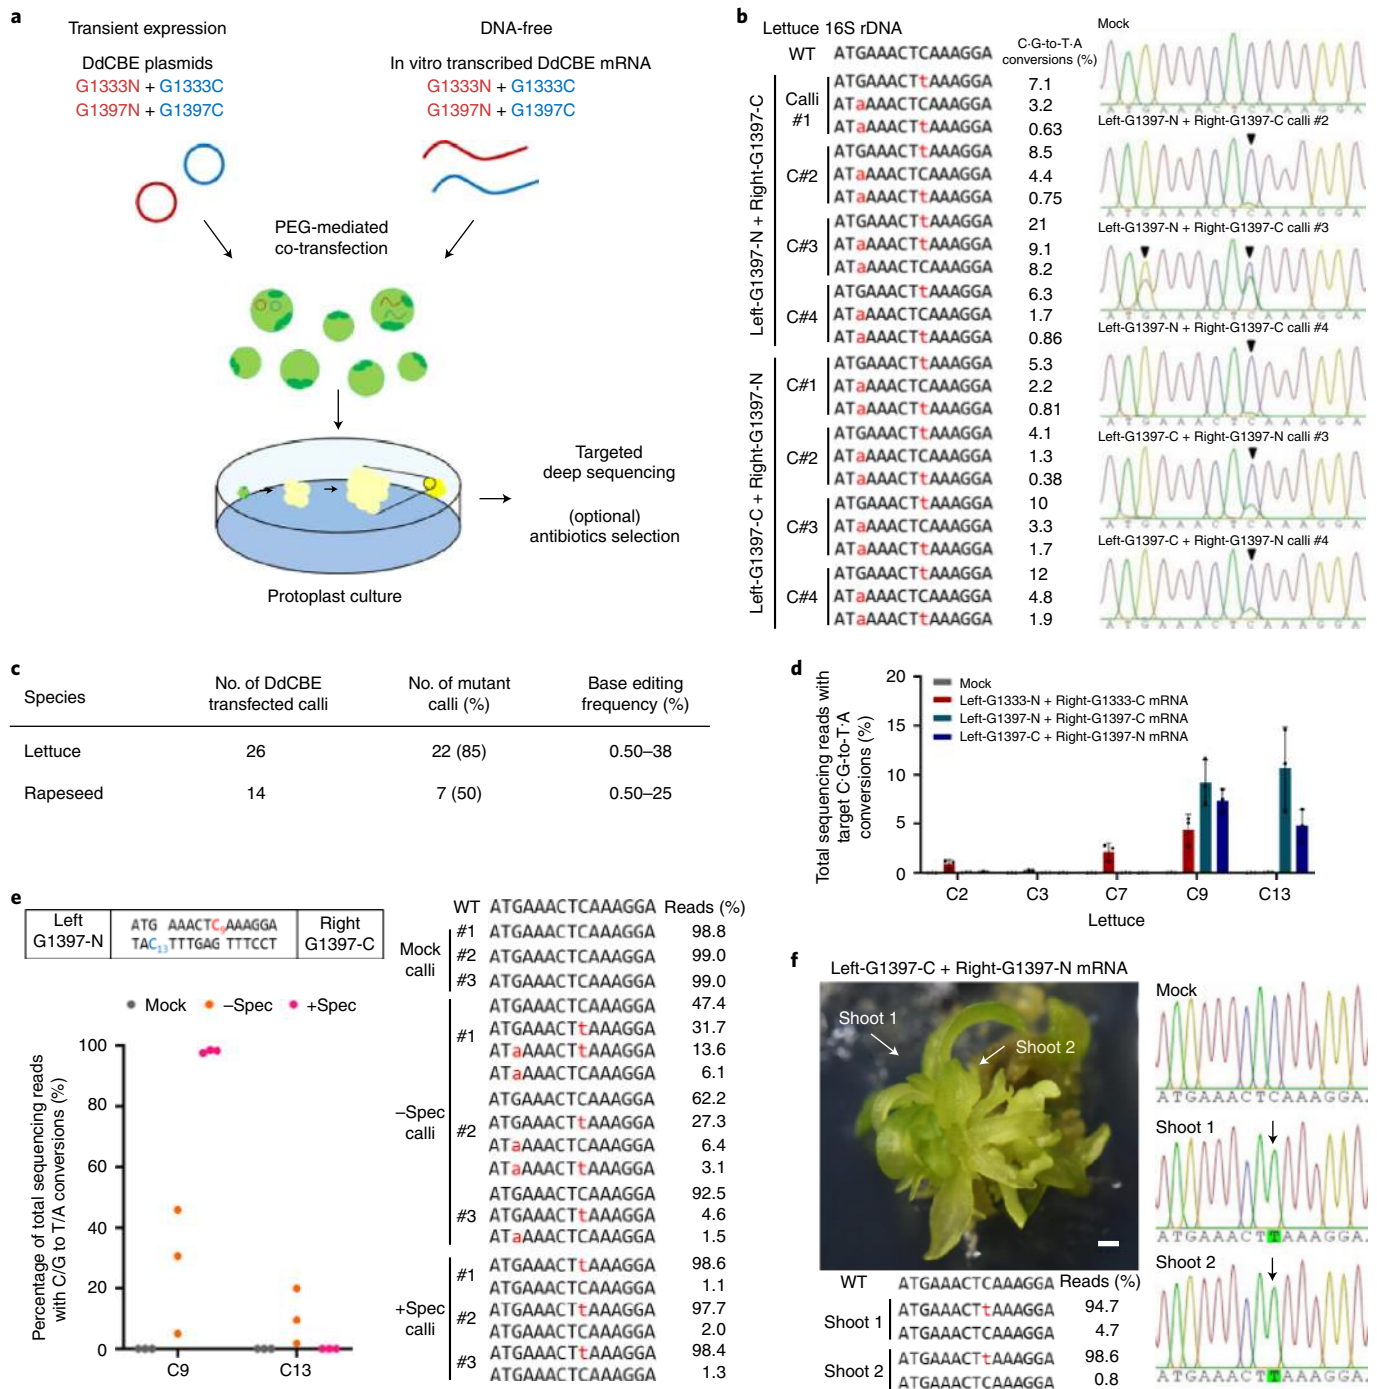 a
Transient expression
DNA-free
DdCBE plasmids
G1333N + G1333C
G1397N + G1397C
In vitro transcribed DdCBE mRNA
G1333N + G1333C
G1397N + G1397C
PEG-mediated
co-transfection
Targeted
deep sequencing
(optional)
antibiotics selection
Protoplast culture
b
Lettuce 16S rDNA
WT ATGAAACTCAAAGGA
C·G-to-T·A
conversions (%)
Left-G1397-N + Right-G1397-C
Calli
#1
ATGAAACTtAAAGGA 7.1
ATaAAACTCAAAGGA 3.2
ATaAAACTtAAAGGA 0.63
C#2
ATGAAACTtAAAGGA 8.5
ATaAAACTCAAAGGA 4.4
ATaAAACTtAAAGGA 0.75
C#3
ATGAAACTtAAAGGA 21
ATaAAACTtAAAGGA 9.1
ATaAAACTCAAAGGA 8.2
C#4
ATGAAACTtAAAGGA 6.3
ATaAAACTCAAAGGA 1.7
ATaAAACTtAAAGGA 0.86
Left-G1397-C + Right-G1397-N
C#1
ATGAAACTtAAAGGA 5.3
ATaAAACTCAAAGGA 2.2
ATaAAACTtAAAGGA 0.81
C#2
ATGAAACTtAAAGGA 4.1
ATaAAACTCAAAGGA 1.3
ATaAAACTtAAAGGA 0.38
C#3
ATGAAACTtAAAGGA 10
ATaAAACTCAAAGGA 3.3
ATaAAACTtAAAGGA 1.7
C#4
ATGAAACTtAAAGGA 12
ATaAAACTCAAAGGA 4.8
ATaAAACTtAAAGGA 1.9
Mock
A T G A A A C T C A A A G G A
Left-G1397-N + Right-G1397-C calli #2
A T G A A A C T C A A A G G A
Left-G1397-N + Right-G1397-C calli #3
A T G A A A C T C A A A G G A
Left-G1397-N + Right-G1397-C calli #4
A T G A A A C T C A A A G G A
Left-G1397-C + Right-G1397-N calli #3
A T G A A A C T C A A A G G A
Left-G1397-C + Right-G1397-N calli #4
A T G A A A C T C A A A G G A
c
Species
No. of DdCBE
transfected calli
No. of mutant
calli (%)
Base editing
frequency (%)
Lettuce 26 22 (85) 0.50–38
Rapeseed 14 7 (50) 0.50–25
d
Total sequencing reads with
target C·G-to-T·A
conversions (%)
20
15
10
5
0
Mock
Left-G1333-N + Right-G1333-C mRNA
Left-G1397-N + Right-G1397-C mRNA
Left-G1397-C + Right-G1397-N mRNA
C2 C3 C7 C9 C13
Lettuce
e
Left
G1397-N
ATG AAACTC9AAAGGA
TAC13TTTGAG TTTCCT
Right
G1397-C
Mock –Spec +Spec
Percentage of total sequencing reads
with C/G to T/A conversions (%)
100
80
60
40
20
0
C9 C13
WT ATGAAACTCAAAGGA Reads (%)
Mock
calli
#1 ATGAAACTCAAAGGA 98.8
#2 ATGAAACTCAAAGGA 99.0
#3 ATGAAACTCAAAGGA 99.0
–Spec
calli
#1
ATGAAACTCAAAGGA 47.4
ATGAAACTtAAAGGA 31.7
ATaAAACTtAAAGGA 13.6
ATaAAACTCAAAGGA 6.1
#2
ATGAAACTCAAAGGA 62.2
ATGAAACTtAAAGGA 27.3
ATaAAACTCAAAGGA 6.4
ATaAAACTtAAAGGA 3.1
#3
ATGAAACTCAAAGGA 92.5
ATGAAACTtAAAGGA 4.6
ATaAAACTCAAAGGA 1.5
+Spec
calli
#1
ATGAAACTtAAAGGA 98.6
ATGAAACTCAAAGGA 1.1
#2
ATGAAACTtAAAGGA 97.7
ATGAAACTCAAAGGA 2.0
#3
ATGAAACTtAAAGGA 98.4
ATGAAACTCAAAGGA 1.3
f
Left-G1397-C + Right-G1397-N mRNA
Shoot 1
Shoot 2
WT ATGAAACTCAAAGGA Reads (%)
Shoot 1
ATGAAACTtAAAGGA 94.7
ATGAAACTCAAAGGA 4.7
Shoot 2
ATGAAACTtAAAGGA 98.6
ATGAAACTCAAAGGA 0.8
Mock
ATGAAACTCAAAGGA
Shoot 1
ATGAAACTTAAAGGA
Shoot 2
ATGAAACTTAAAGGA